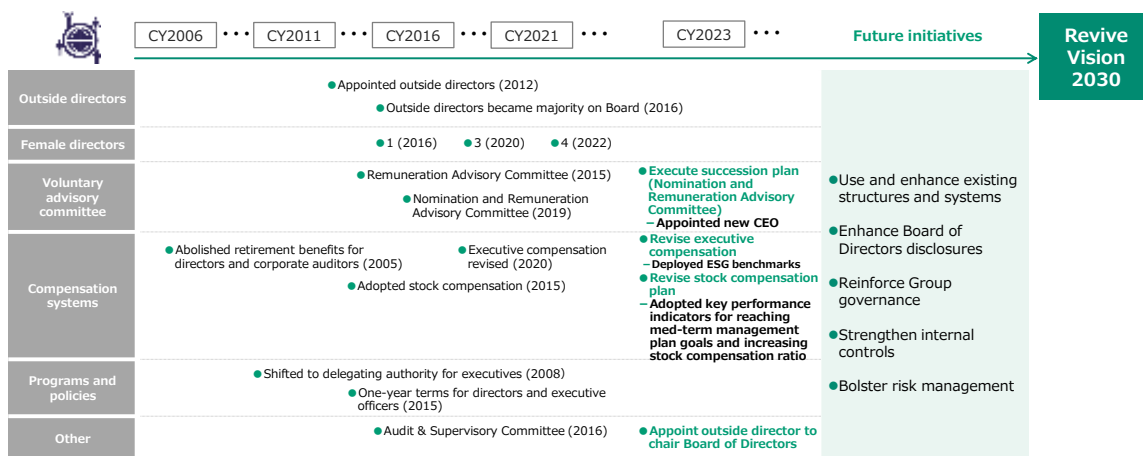 CY2006 ••• CY2011 ••• CY2016 ••• CY2021 ••• CY2023 •••
Future initiatives
Revive
Vision
2030
Outside directors
●Appointed outside directors (2012)
●Outside directors became majority on Board (2016)
Female directors
●1 (2016) ●3 (2020) ●4 (2022)
Voluntary
advisory
committee
●Remuneration Advisory Committee (2015)
●Nomination and Remuneration
Advisory Committee (2019)
●Execute succession plan
(Nomination and
Remuneration Advisory
Committee)
–Appointed new CEO
Compensation
systems
●Abolished retirement benefits for
directors and corporate auditors (2005)
●Executive compensation
revised (2020)
●Adopted stock compensation (2015)
●Revise executive
compensation
–Deployed ESG benchmarks
●Revise stock compensation
plan
–Adopted key performance
indicators for reaching
med-term management
plan goals and increasing
stock compensation ratio
Programs and
policies
●Shifted to delegating authority for executives (2008)
●One-year terms for directors and executive
officers (2015)
Other
●Audit & Supervisory Committee (2016)
●Appoint outside director to
chair Board of Directors
●Use and enhance existing
structures and systems
●Enhance Board of
Directors disclosures
●Reinforce Group
governance
●Strengthen internal
controls
●Bolster risk management